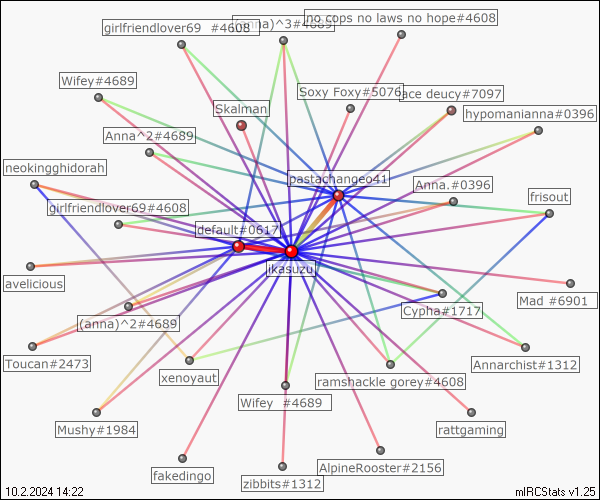 no cops no laws no hope#4608
girlfriendlover69 #4608
(anna)^3#4689
Wifey#4689
Soxy Foxy#5076
ace deucy#7097
Skalman
hypomanianna#0396
Anna^2#4689
neokingghidorah
pastachangeo41
Anna.#0396
frisout
girlfriendlover69#4608
default#0617
ikasuzu
avelicious
Mad #6901
Cypha#1717
(anna)^2#4689
Toucan#2473
Annarchist#1312
xenoyaut
ramshackle gorey#4608
Wifey #4689
Mushy#1984
rattgaming
fakedingo
AlpineRooster#2156
zibbits#1312
10.2.2024 14:22
mIRCStats v1.25